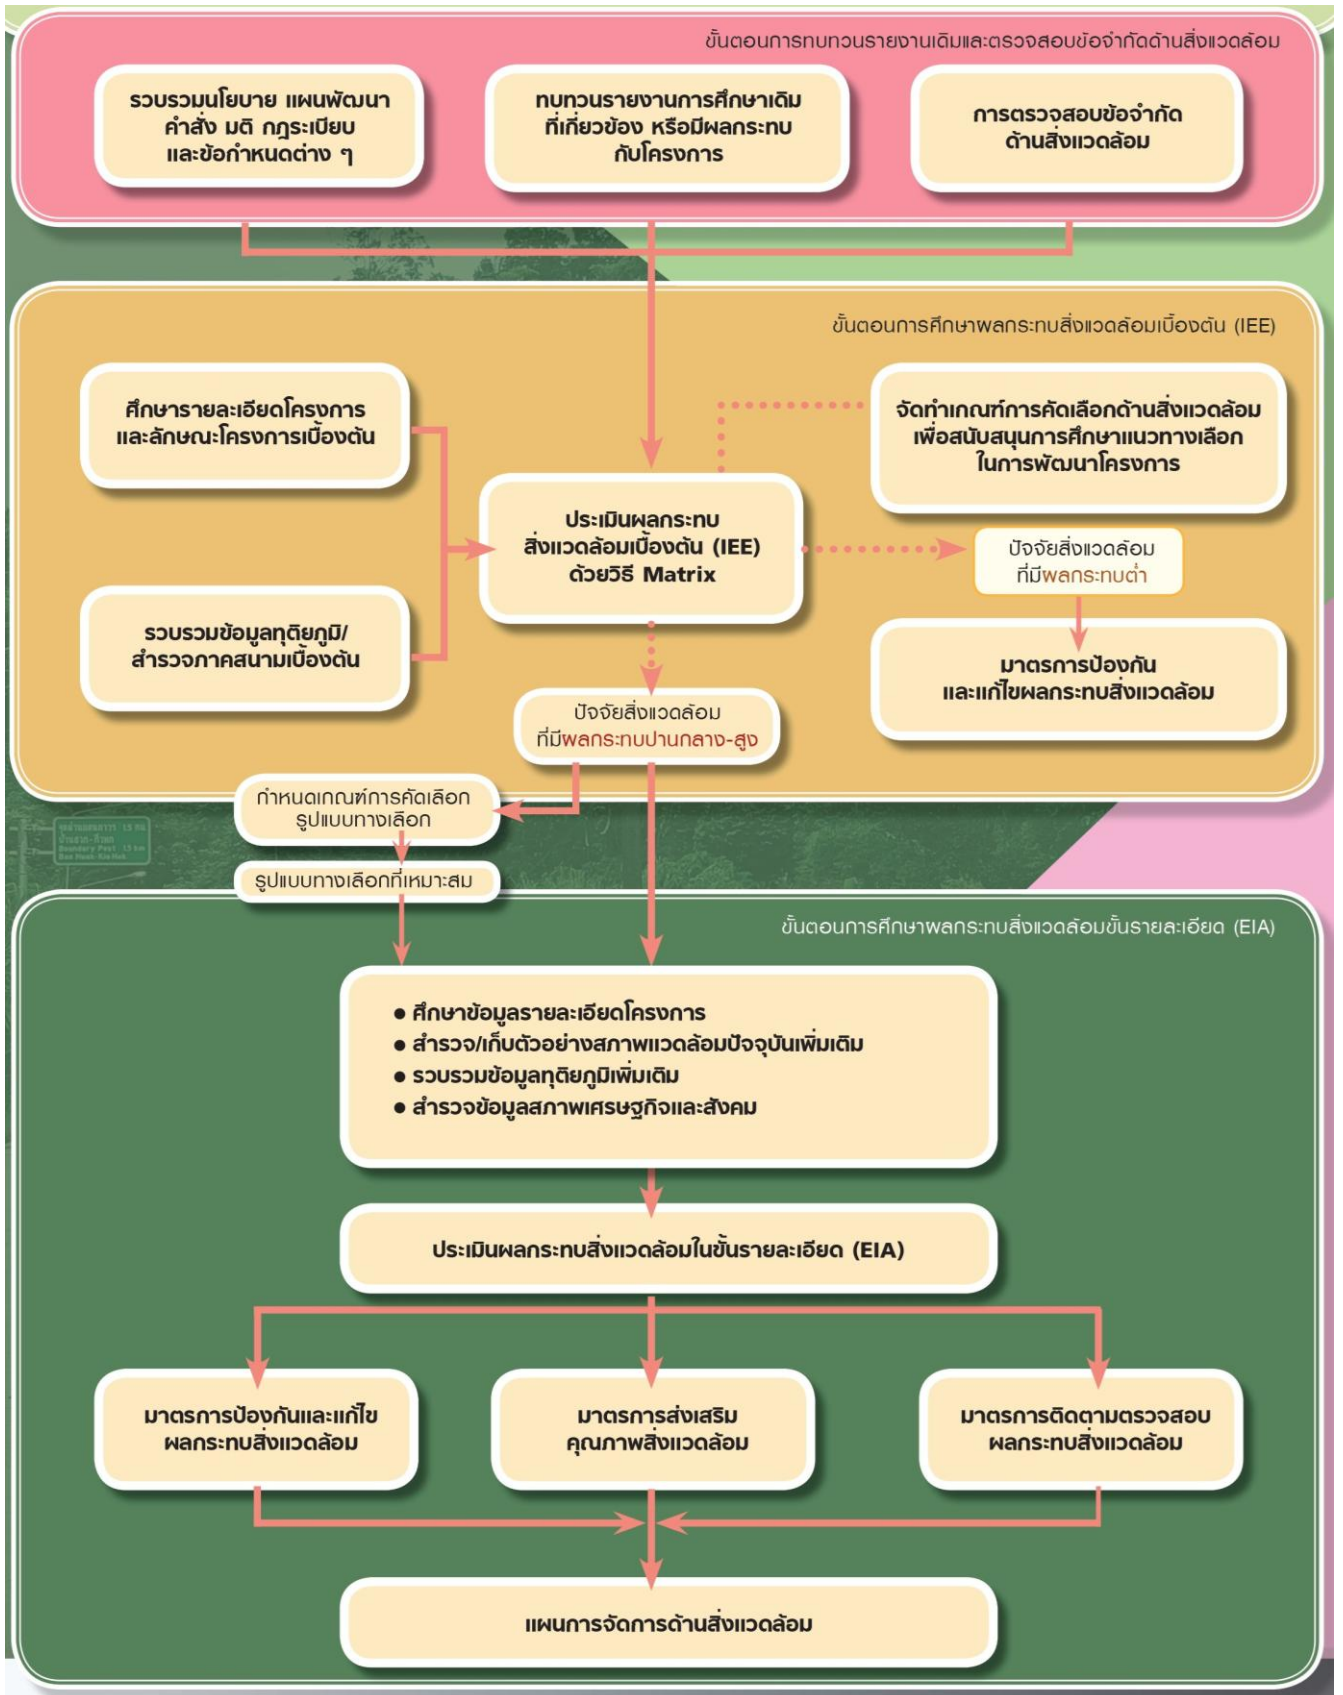 ขั้นตอนการทบทวนรายงานเดิมและตรวจสอบข้อจำกัดด้านสิ่งแวดล้อม
รวบรวมนโยบาย แผนพัฒนา
คำสั่ง มติ กฎระเบียบ
และข้อกำหนดต่าง ๆ
ทบทวนรายงานการศึกษาเดิม
ที่เกี่ยวข้อง หรือมีผลกระทบ
กับโครงการ
การตรวจสอบข้อจำกัด
ด้านสิ่งแวดล้อม
ขั้นตอนการศึกษาผลกระทบสิ่งแวดล้อมเบื้องต้น (IEE)
ศึกษารายละเอียดโครงการ
และลักษณะโครงการเบื้องต้น
จัดทำเกณฑ์การคัดเลือกด้านสิ่งแวดล้อม
เพื่อสนับสนุนการศึกษาแนวทางเลือก
ในการพัฒนาโครงการ
ประเมินผลกระทบ
สิ่งแวดล้อมเบื้องต้น (IEE)
ด้วยวิธี Matrix
ปัจจัยสิ่งแวดล้อม
ที่มีผลกระทบต่ำ
รวบรวมข้อมูลทุติยภูมิ/
สำรวจภาคสนามเบื้องต้น
มาตรการป้องกัน
และแก้ไขผลกระทบสิ่งแวดล้อม
ปัจจัยสิ่งแวดล้อม
ที่มีผลกระทบปานกลาง-สูง
กำหนดเกณฑ์การคัดเลือก
รูปแบบทางเลือก
รูปแบบทางเลือกที่เหมาะสม
ขั้นตอนการศึกษาผลกระทบสิ่งแวดล้อมขั้นรายละเอียด (EIA)
● ศึกษาข้อมูลรายละเอียดโครงการ
● สำรวจ/เก็บตัวอย่างสภาพแวดล้อมปัจจุบันเพิ่มเติม
● รวบรวมข้อมูลทุติยภูมิเพิ่มเติม
● สำรวจข้อมูลสภาพเศรษฐกิจและสังคม
ประเมินผลกระทบสิ่งแวดล้อมในขั้นรายละเอียด (EIA)
มาตรการป้องกันและแก้ไข
ผลกระทบสิ่งแวดล้อม
มาตรการส่งเสริม
คุณภาพสิ่งแวดล้อม
มาตรการติดตามตรวจสอบ
ผลกระทบสิ่งแวดล้อม
แผนการจัดการด้านสิ่งแวดล้อม